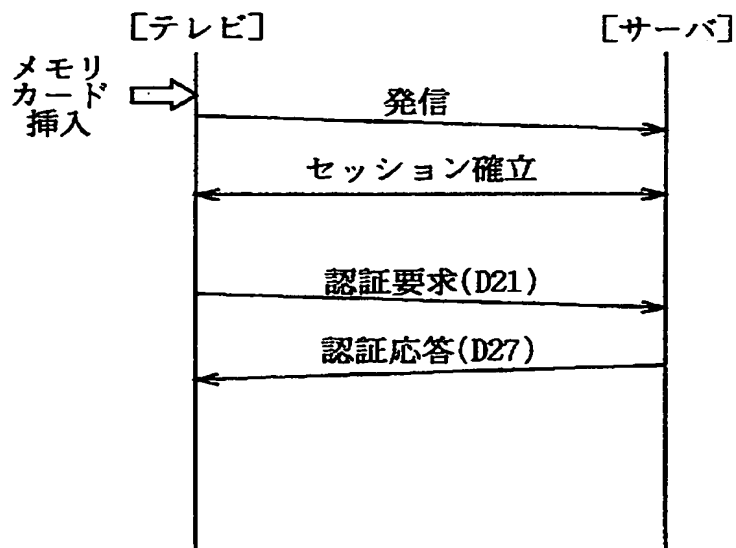 [テレビ]
[サーバ]
メモリ
カード
挿入
発信
セッション確立
認証要求(D21)
認証応答(D27)